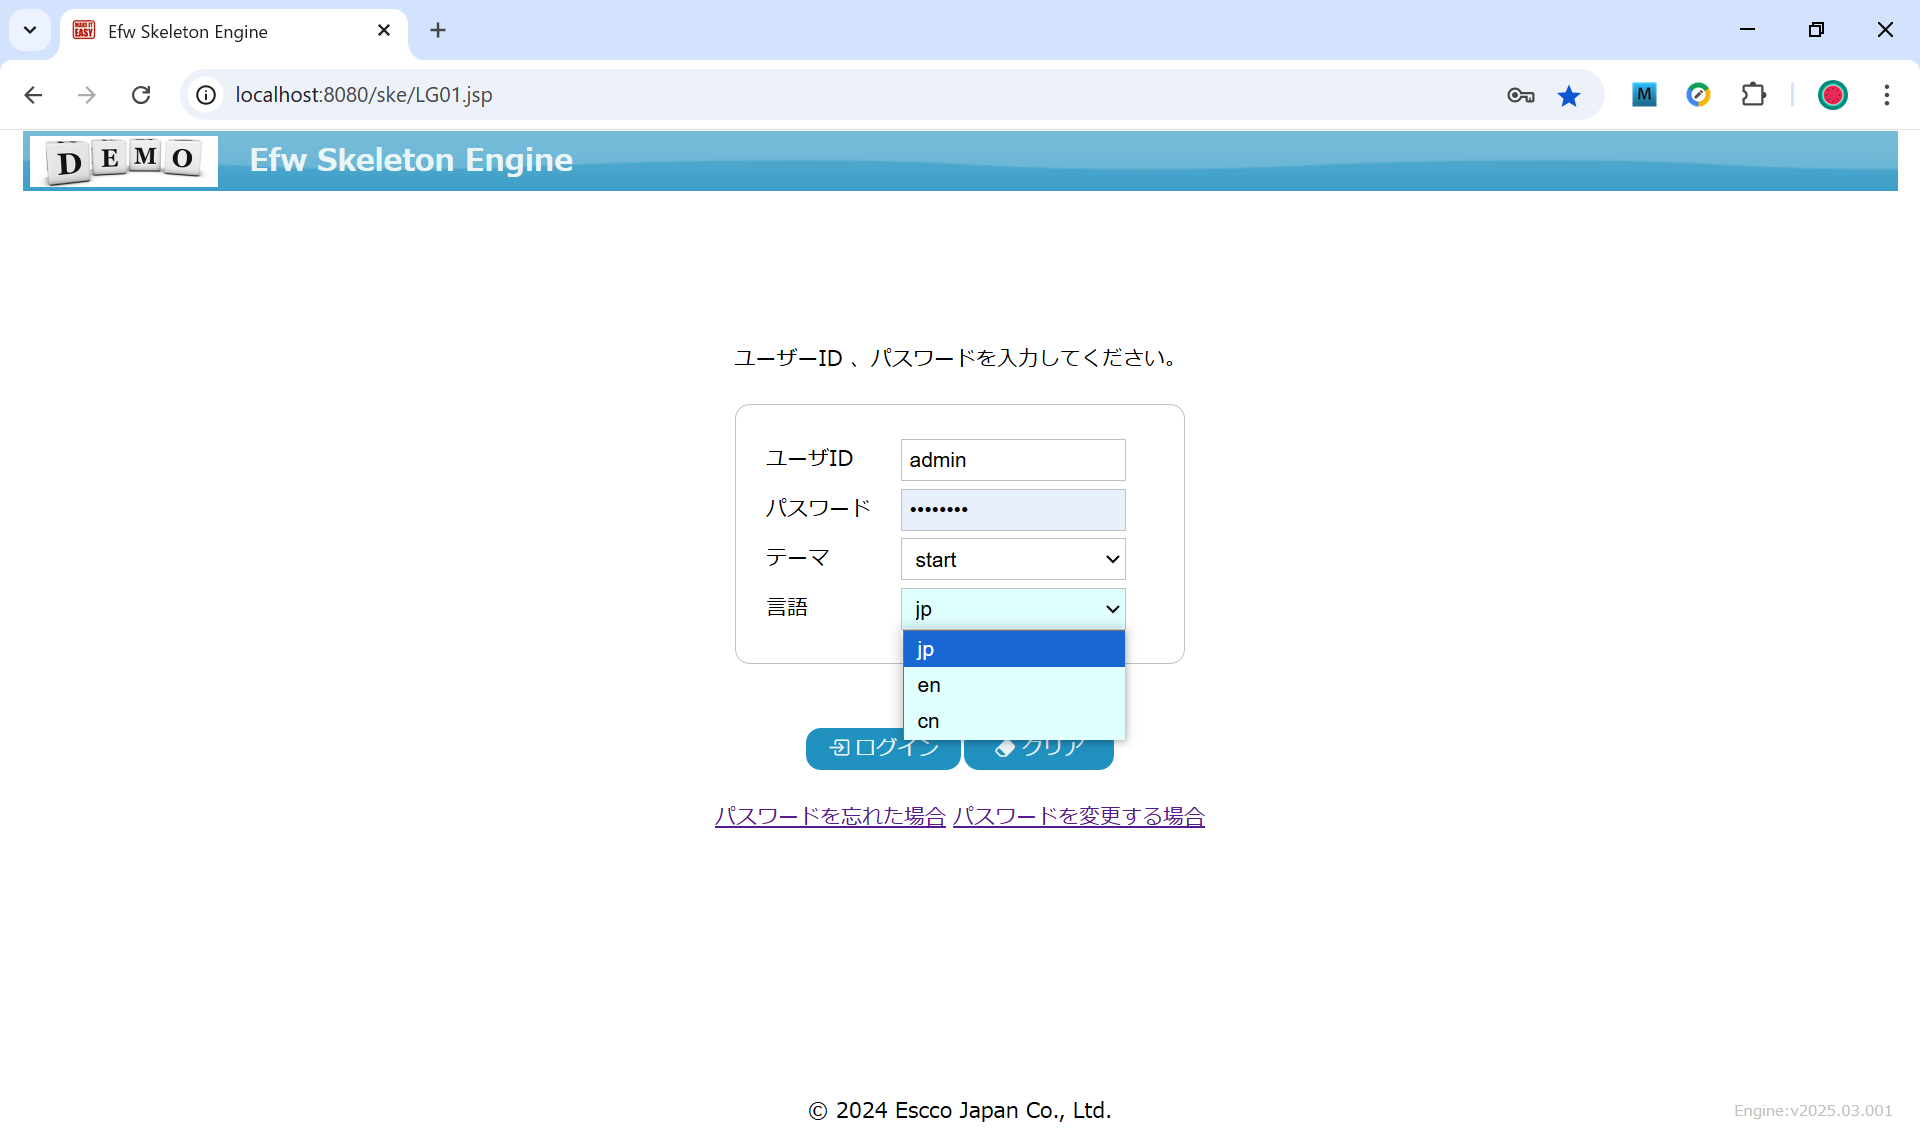 MAKE IT EASY
Efw Skeleton Engine
localhost:8080/ske/LG01.jsp
M
DEMO
Efw Skeleton Engine
ユーザーID 、パスワードを入力してください。
ユーザID
admin
パスワード
••••••••
テーマ
start
言語
jp
jp
en
cn
ログイン
クリア
パスワードを忘れた場合 パスワードを変更する場合
© 2024 Escco Japan Co., Ltd.
Engine:v2025.03.001